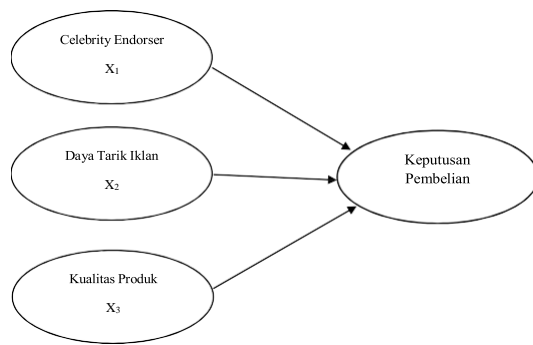 Celebrity Endorser
X₁
Daya Tarik Iklan
X₂
Kualitas Produk
X₃
Keputusan
Pembelian